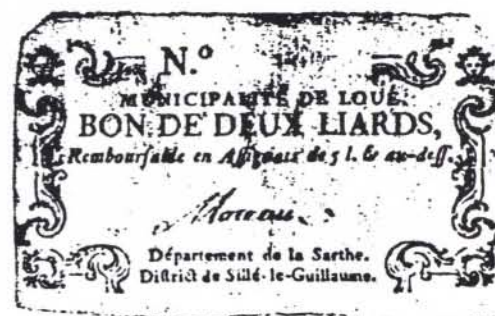 N.º
MUNICIPALITÉ DE LOUÉ.
BON DE DEUX LIARDS,
Remboursable en Assignats de 5 l. & au-dess.
Moreau
Département de la Sarthe.
District de Sillé-le-Guillaume.